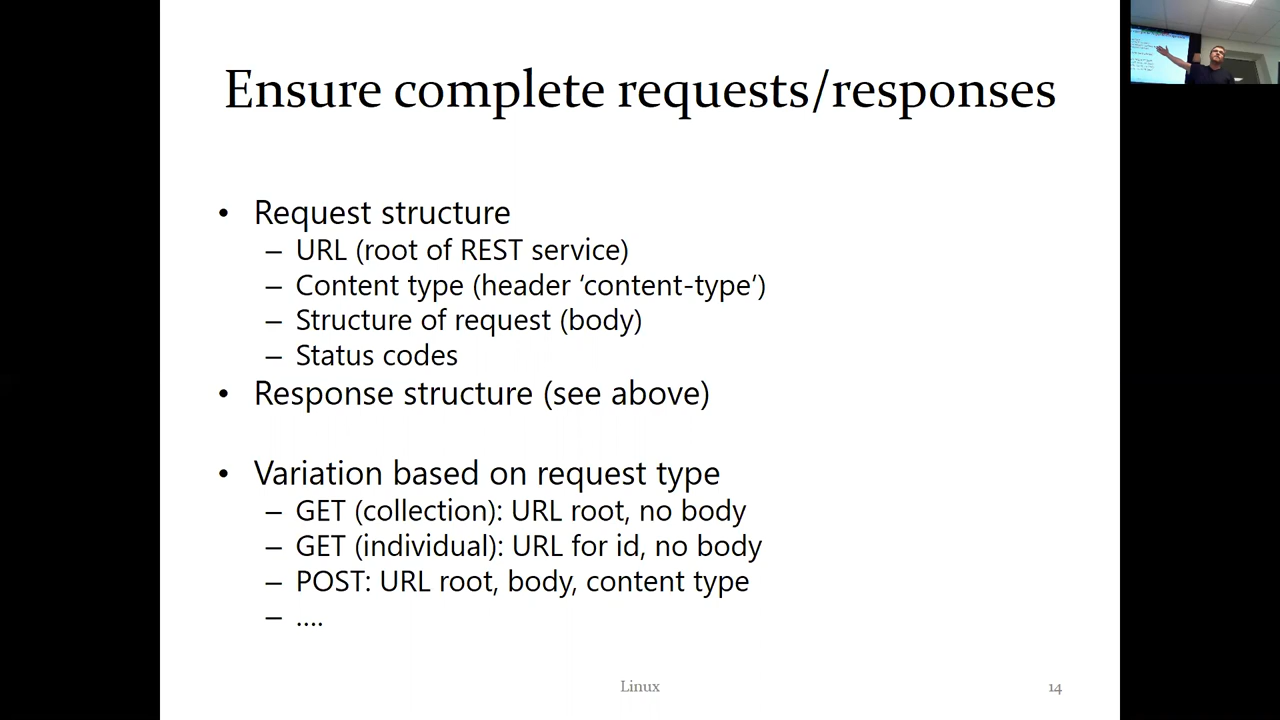 Ensure complete requests/responses
• Request structure
– URL (root of REST service)
– Content type (header ‘content-type’)
– Structure of request (body)
– Status codes
• Response structure (see above)
• Variation based on request type
– GET (collection): URL root, no body
– GET (individual): URL for id, no body
– POST: URL root, body, content type
– ....
Linux
14